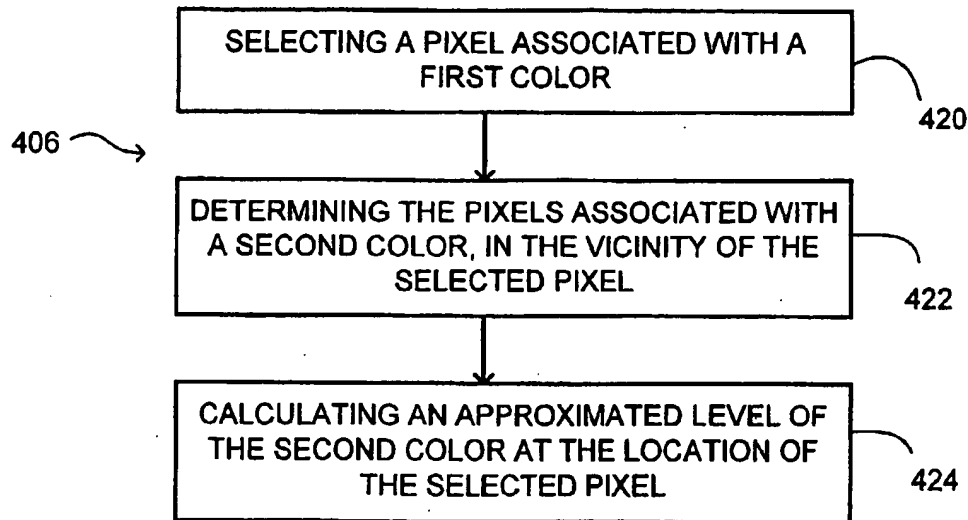 SELECTING A PIXEL ASSOCIATED WITH A
FIRST COLOR
420
406
DETERMINING THE PIXELS ASSOCIATED WITH
A SECOND COLOR, IN THE VICINITY OF THE
SELECTED PIXEL
422
CALCULATING AN APPROXIMATED LEVEL OF
THE SECOND COLOR AT THE LOCATION OF
THE SELECTED PIXEL
424